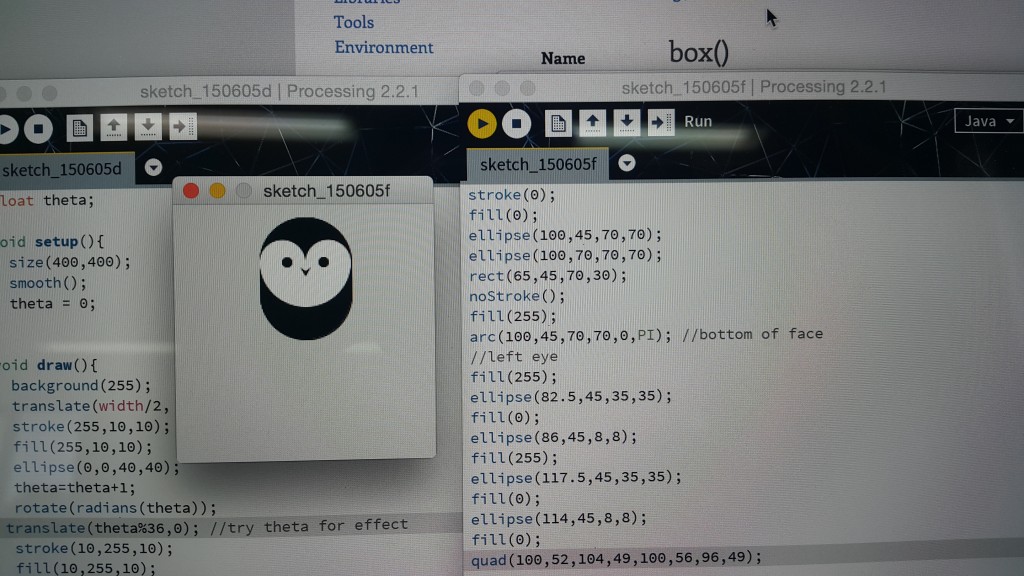 Libraries
Tools
Environment
Name
box()
sketch_150605d | Processing 2.2.1
sketch_150605d
loat theta;
oid setup(){
size(400,400);
smooth();
theta = 0;
oid draw(){
background(255);
translate(width/2,
stroke(255,10,10);
fill(255,10,10);
ellipse(0,0,40,40);
theta=theta+1;
rotate(radians(theta));
translate(theta%36,0); //try theta for effect
stroke(10,255,10);
fill(10,255,10);
sketch_150605f
sketch_150605f | Processing 2.2.1
Run
Java
sketch_150605f
stroke(0);
fill(0);
ellipse(100,45,70,70);
ellipse(100,70,70,70);
rect(65,45,70,30);
noStroke();
fill(255);
arc(100,45,70,70,0,PI); //bottom of face
//left eye
fill(255);
ellipse(82.5,45,35,35);
fill(0);
ellipse(86,45,8,8);
fill(255);
ellipse(117.5,45,35,35);
fill(0);
ellipse(114,45,8,8);
fill(0);
quad(100,52,104,49,100,56,96,49);